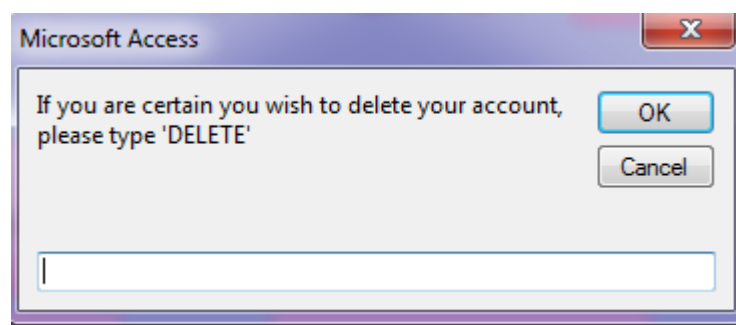 Microsoft Access
If you are certain you wish to delete your account,
please type 'DELETE'
OK
Cancel